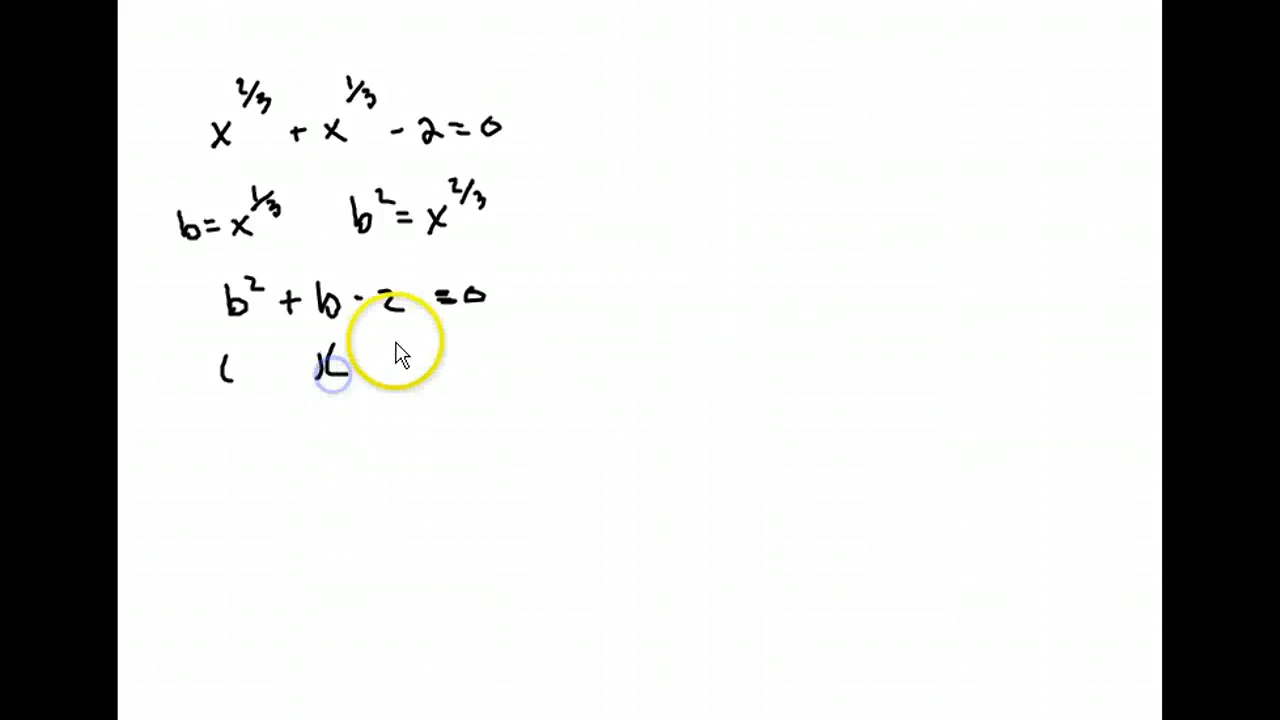 x^{2/3} + x^{1/3} - 2 = 0
b = x^{1/3} b^2 = x^{2/3}
b^2 + b - 2 = 0
( )(